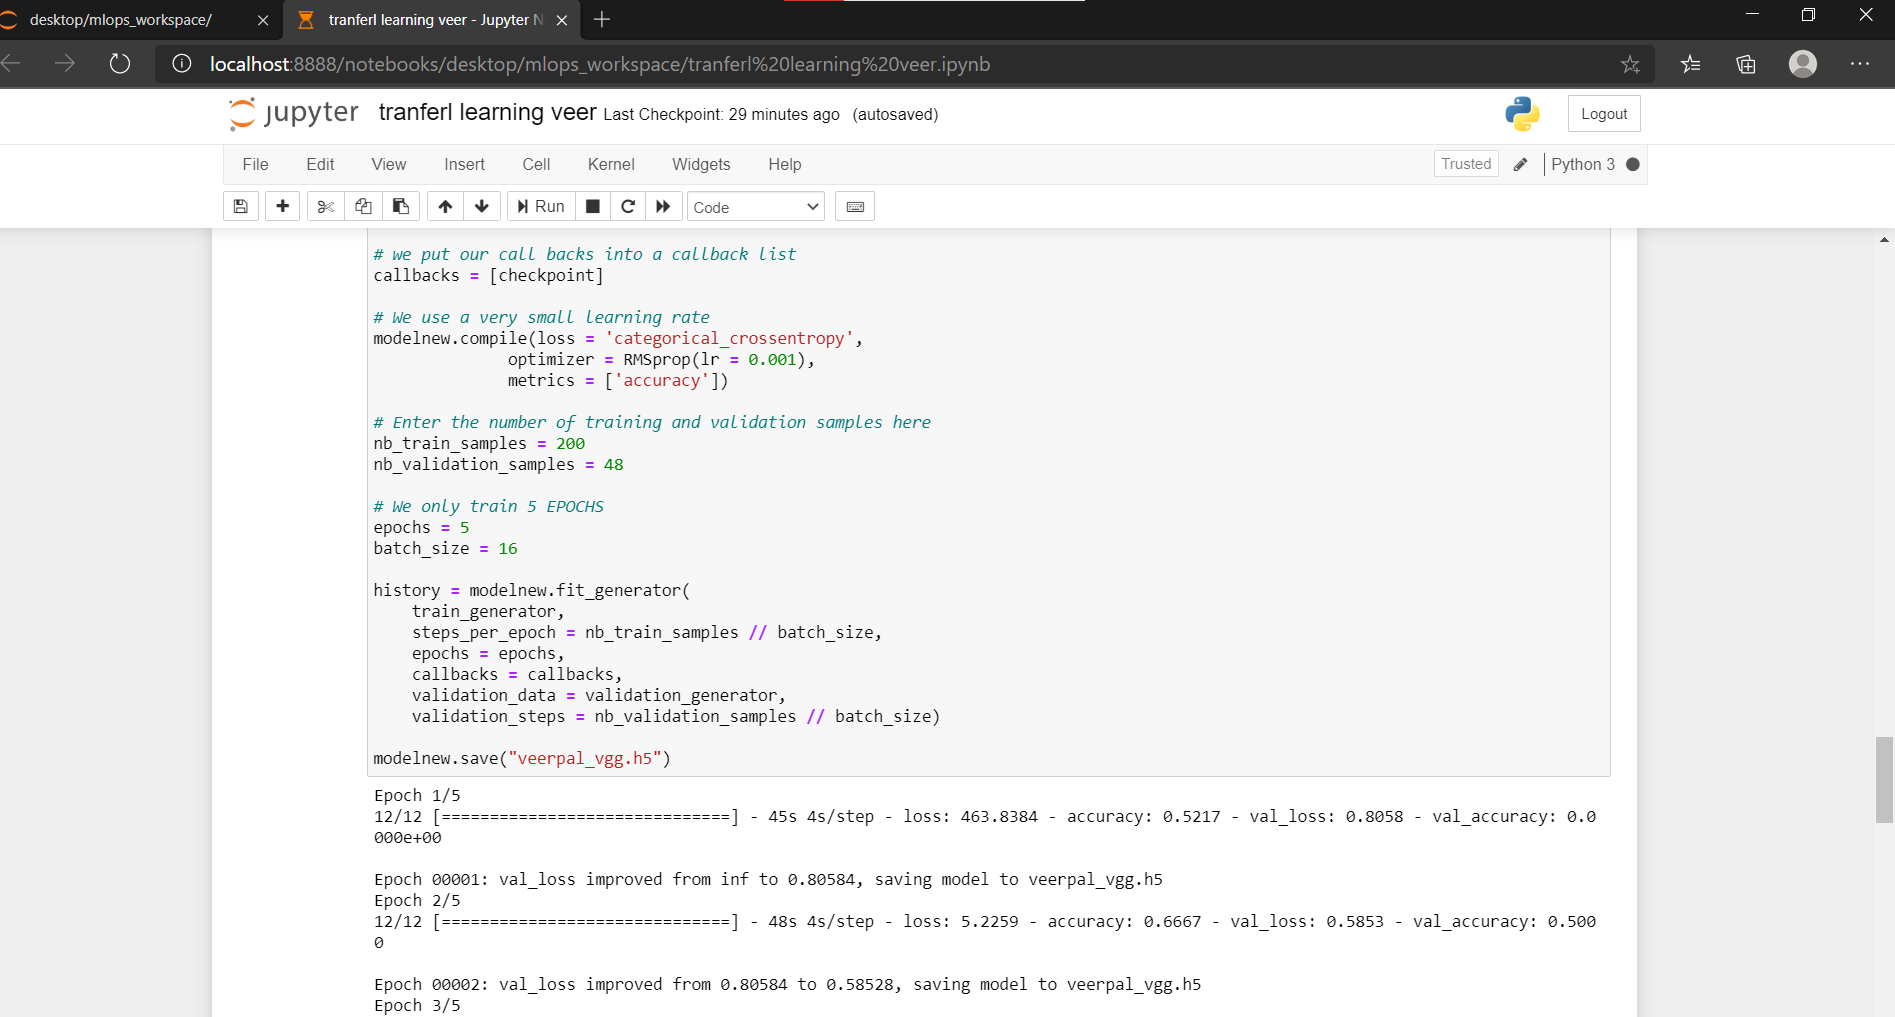 desktop/mlops_workspace/
tranferl learning veer - Jupyter N
localhost:8888/notebooks/desktop/mlops_workspace/tranferl%20learning%20veer.ipynb
jupyter tranferl learning veer Last Checkpoint: 29 minutes ago (autosaved)
Logout
File Edit View Insert Cell Kernel Widgets Help
Trusted Python 3
Run Code
# we put our call backs into a callback list
callbacks = [checkpoint]
# We use a very small learning rate
modelnew.compile(loss = 'categorical_crossentropy',
optimizer = RMSprop(lr = 0.001),
metrics = ['accuracy'])
# Enter the number of training and validation samples here
nb_train_samples = 200
nb_validation_samples = 48
# We only train 5 EPOCHS
epochs = 5
batch_size = 16
history = modelnew.fit_generator(
train_generator,
steps_per_epoch = nb_train_samples // batch_size,
epochs = epochs,
callbacks = callbacks,
validation_data = validation_generator,
validation_steps = nb_validation_samples // batch_size)
modelnew.save("veerpal_vgg.h5")
Epoch 1/5
12/12 [==============================] - 45s 4s/step - loss: 463.8384 - accuracy: 0.5217 - val_loss: 0.8058 - val_accuracy: 0.0
000e+00
Epoch 00001: val_loss improved from inf to 0.80584, saving model to veerpal_vgg.h5
Epoch 2/5
12/12 [==============================] - 48s 4s/step - loss: 5.2259 - accuracy: 0.6667 - val_loss: 0.5853 - val_accuracy: 0.500
0
Epoch 00002: val_loss improved from 0.80584 to 0.58528, saving model to veerpal_vgg.h5
Epoch 3/5